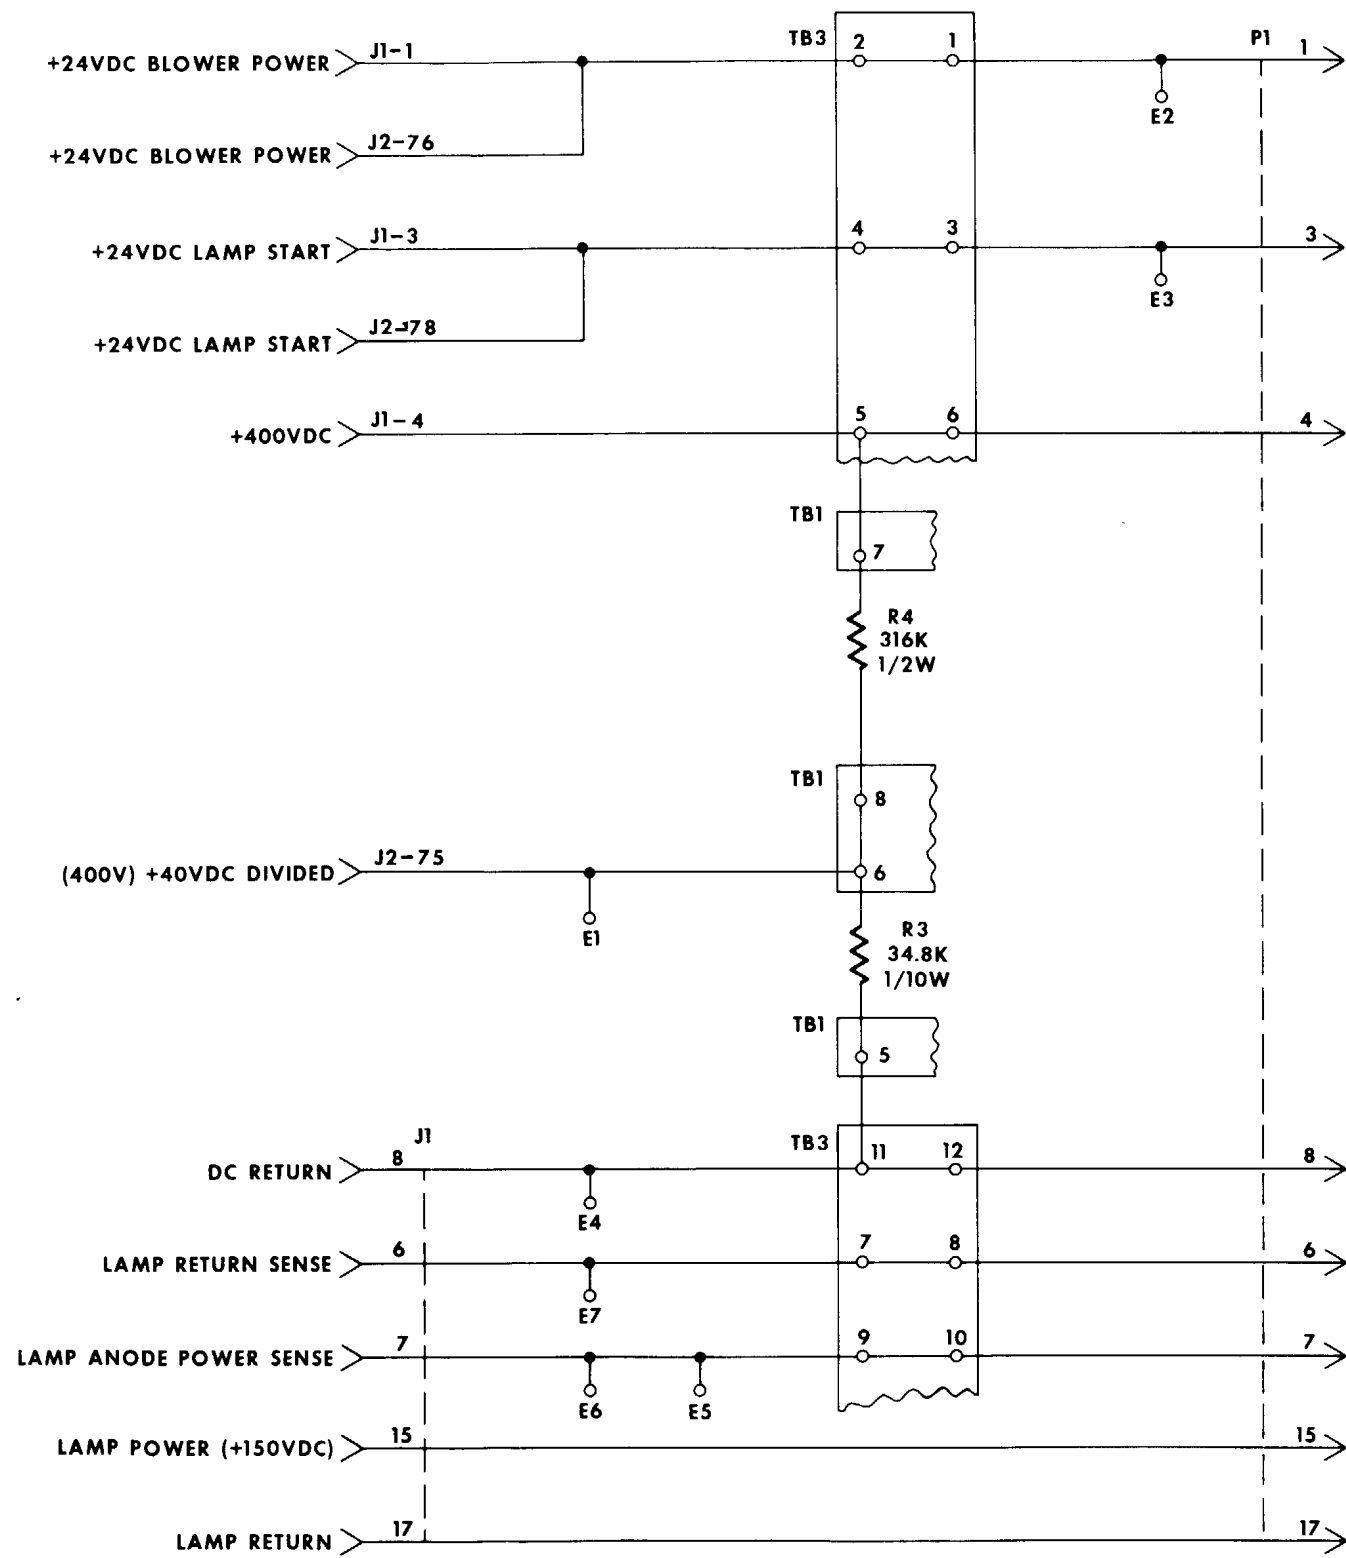 +24VDC BLOWER POWER J1-1 TB3 2 1 P1 1
E2
+24VDC BLOWER POWER J2-76
+24VDC LAMP START J1-3 4 3 3
E3
+24VDC LAMP START J2-78
+400VDC J1-4 5 6 4
TB1
7
R4
316K
1/2W
TB1
8
(400V) +40VDC DIVIDED J2-75 6
E1
R3
34.8K
1/10W
TB1
5
J1
DC RETURN 8 TB3 11 12 8
E4
LAMP RETURN SENSE 6 7 8 6
E7
LAMP ANODE POWER SENSE 7 9 10 7
E6 E5
LAMP POWER (+150VDC) 15 15
LAMP RETURN 17 17